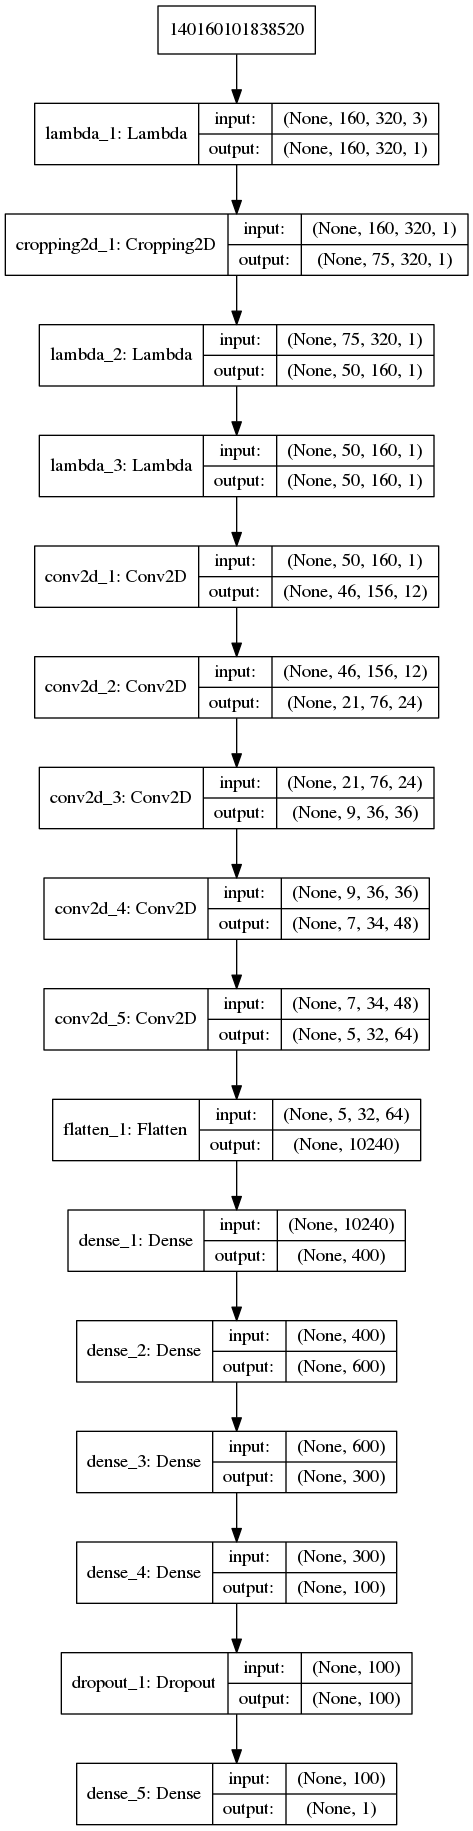 140160101838520
lambda_1: Lambda
input: (None, 160, 320, 3)
output: (None, 160, 320, 1)
cropping2d_1: Cropping2D
input: (None, 160, 320, 1)
output: (None, 75, 320, 1)
lambda_2: Lambda
input: (None, 75, 320, 1)
output: (None, 50, 160, 1)
lambda_3: Lambda
input: (None, 50, 160, 1)
output: (None, 50, 160, 1)
conv2d_1: Conv2D
input: (None, 50, 160, 1)
output: (None, 46, 156, 12)
conv2d_2: Conv2D
input: (None, 46, 156, 12)
output: (None, 21, 76, 24)
conv2d_3: Conv2D
input: (None, 21, 76, 24)
output: (None, 9, 36, 36)
conv2d_4: Conv2D
input: (None, 9, 36, 36)
output: (None, 7, 34, 48)
conv2d_5: Conv2D
input: (None, 7, 34, 48)
output: (None, 5, 32, 64)
flatten_1: Flatten
input: (None, 5, 32, 64)
output: (None, 10240)
dense_1: Dense
input: (None, 10240)
output: (None, 400)
dense_2: Dense
input: (None, 400)
output: (None, 600)
dense_3: Dense
input: (None, 600)
output: (None, 300)
dense_4: Dense
input: (None, 300)
output: (None, 100)
dropout_1: Dropout
input: (None, 100)
output: (None, 100)
dense_5: Dense
input: (None, 100)
output: (None, 1)